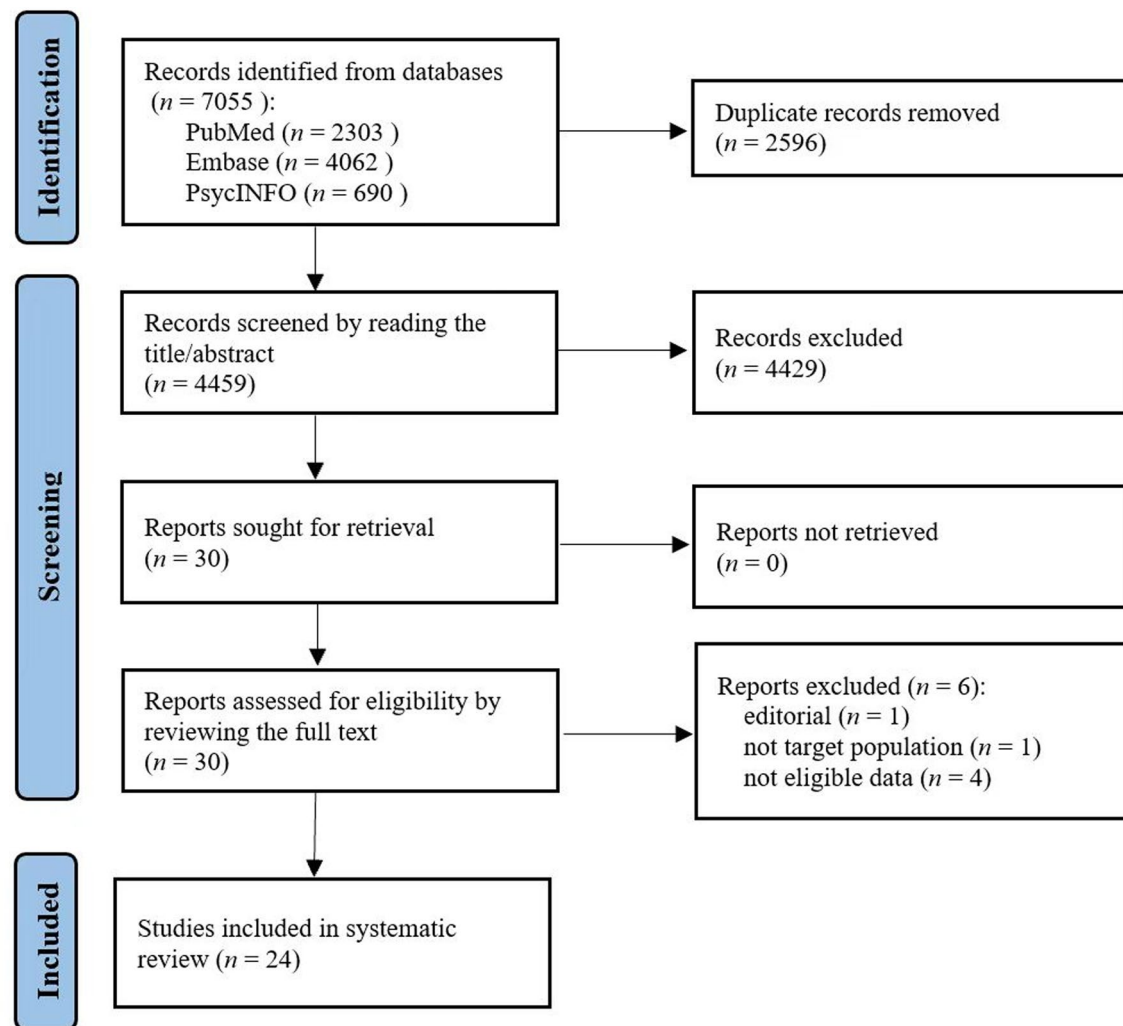 Identification
Records identified from databases
(n = 7055 ):
PubMed (n = 2303 )
Embase (n = 4062 )
PsycINFO (n = 690 )
Duplicate records removed
(n = 2596)
Screening
Records screened by reading the
title/abstract
(n = 4459)
Records excluded
(n = 4429)
Reports sought for retrieval
(n = 30)
Reports not retrieved
(n = 0)
Reports assessed for eligibility by
reviewing the full text
(n = 30)
Reports excluded (n = 6):
editorial (n = 1)
not target population (n = 1)
not eligible data (n = 4)
Included
Studies included in systematic
review (n = 24)